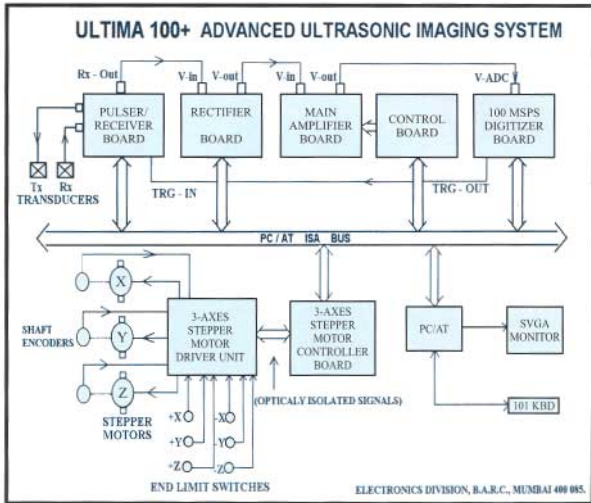 ULTIMA 100+ ADVANCED ULTRASONIC IMAGING SYSTEM
Rx - Out
V-in
V-out
V-in
V-out
V-ADC
PULSER/
RECEIVER
BOARD
RECTIFIER
BOARD
MAIN
AMPLIFIER
BOARD
CONTROL
BOARD
100 MSPS
DIGITIZER
BOARD
Tx
Rx
TRANSDUCERS
TRG - IN
TRG - OUT
PC / AT ISA BUS
X
Y
Z
SHAFT
ENCODERS
STEPPER
MOTORS
3-AXES
STEPPER
MOTOR
DRIVER UNIT
3-AXES
STEPPER
MOTOR
CONTROLLER
BOARD
PC/AT
SVGA
MONITOR
101 KBD
(OPTICALY ISOLATED SIGNALS)
+X
-X
+Y
-Y
+Z
-Z
END LIMIT SWITCHES
ELECTRONICS DIVISION, B.A.R.C., MUMBAI 400 085.